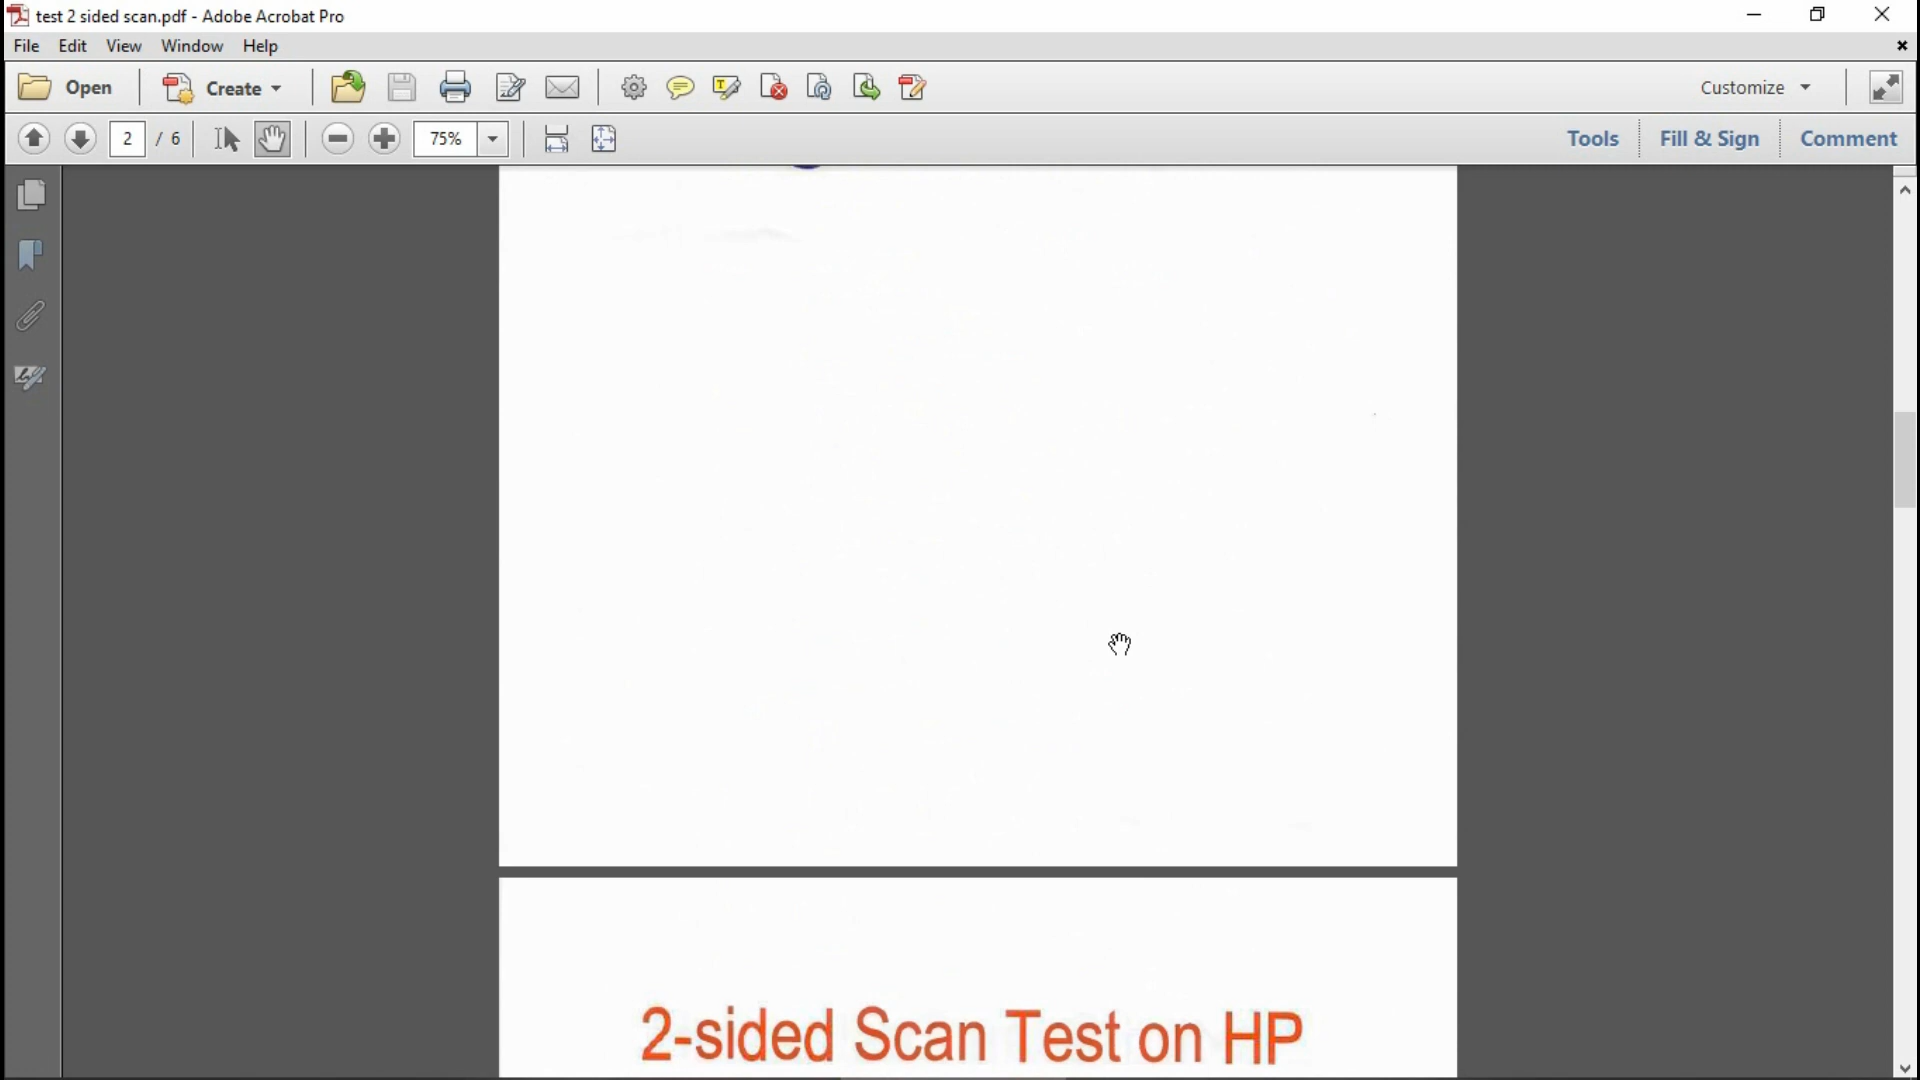 test 2 sided scan.pdf - Adobe Acrobat Pro
File Edit View Window Help
Open Create Customize
2 / 6 75% Tools Fill & Sign Comment
2-sided Scan Test on HP